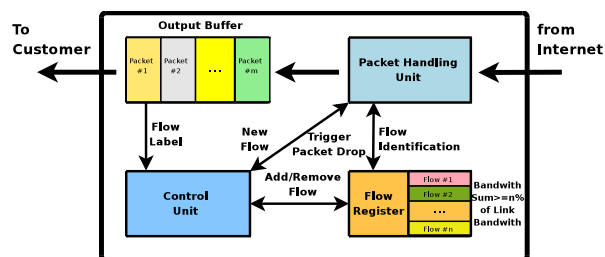 To
Customer
Output Buffer
from
Internet
Packet
#1
Packet
#2
...
Packet
#m
Packet Handling
Unit
Flow
Label
New
Flow
Trigger
Packet Drop
Flow
Identification
Control
Unit
Add/Remove
Flow
Flow
Register
Flow #1
Flow #2
...
Flow #n
Bandwith
Sum>=n%
of Link
Bandwith